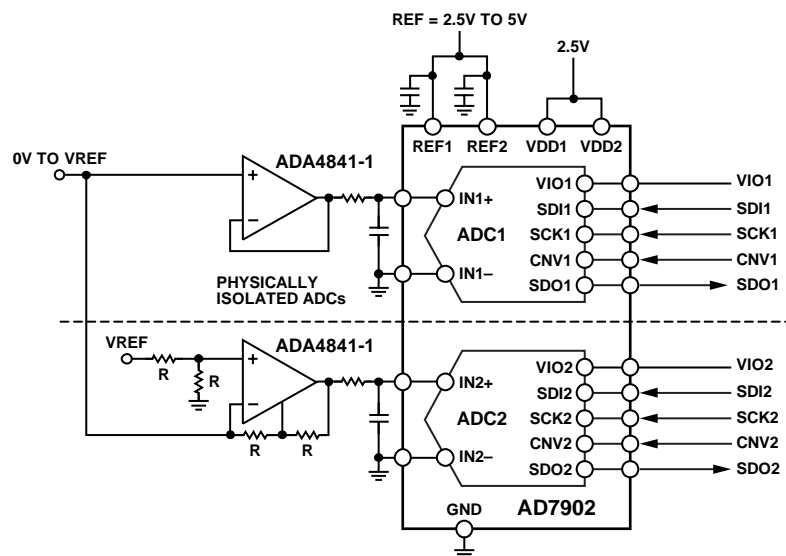 REF = 2.5V TO 5V
2.5V
REF1 REF2 VDD1 VDD2
0V TO VREF
ADA4841-1
+
–
IN1+
IN1–
ADC1
VIO1
SDI1
SCK1
CNV1
SDO1
VIO1
SDI1
SCK1
CNV1
SDO1
PHYSICALLY
ISOLATED ADCs
VREF
R
R
ADA4841-1
+
–
R
R
IN2+
IN2–
ADC2
VIO2
SDI2
SCK2
CNV2
SDO2
VIO2
SDI2
SCK2
CNV2
SDO2
GND
AD7902